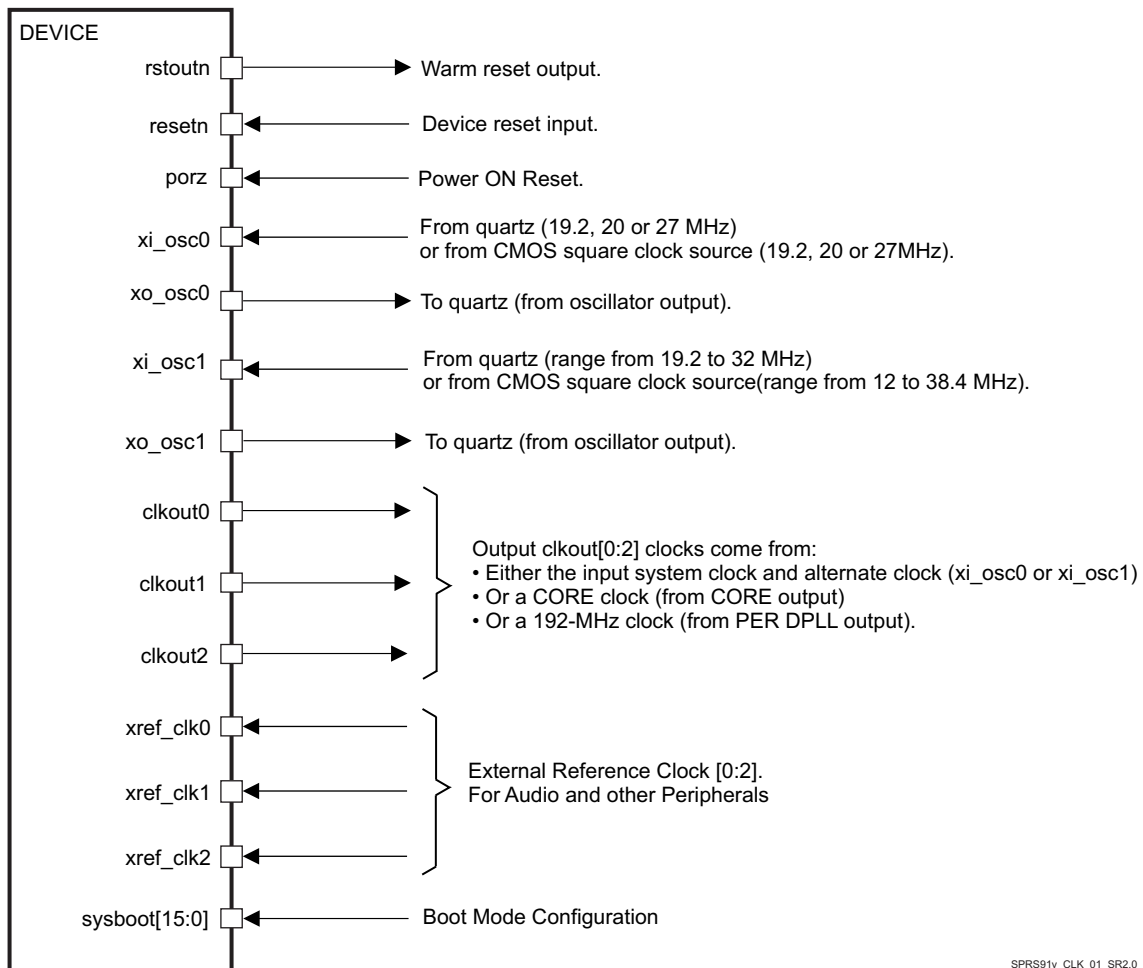 DEVICE
rstoutn
Warm reset output.
resetn
Device reset input.
porz
Power ON Reset.
xi_osc0
From quartz (19.2, 20 or 27 MHz)
or from CMOS square clock source (19.2, 20 or 27MHz).
xo_osc0
To quartz (from oscillator output).
xi_osc1
From quartz (range from 19.2 to 32 MHz)
or from CMOS square clock source(range from 12 to 38.4 MHz).
xo_osc1
To quartz (from oscillator output).
clkout0
clkout1
clkout2
Output clkout[0:2] clocks come from:
• Either the input system clock and alternate clock (xi_osc0 or xi_osc1)
• Or a CORE clock (from CORE output)
• Or a 192-MHz clock (from PER DPLL output).
xref_clk0
xref_clk1
xref_clk2
External Reference Clock [0:2].
For Audio and other Peripherals
sysboot[15:0]
Boot Mode Configuration
SPRS91v_CLK_01_SR2.0